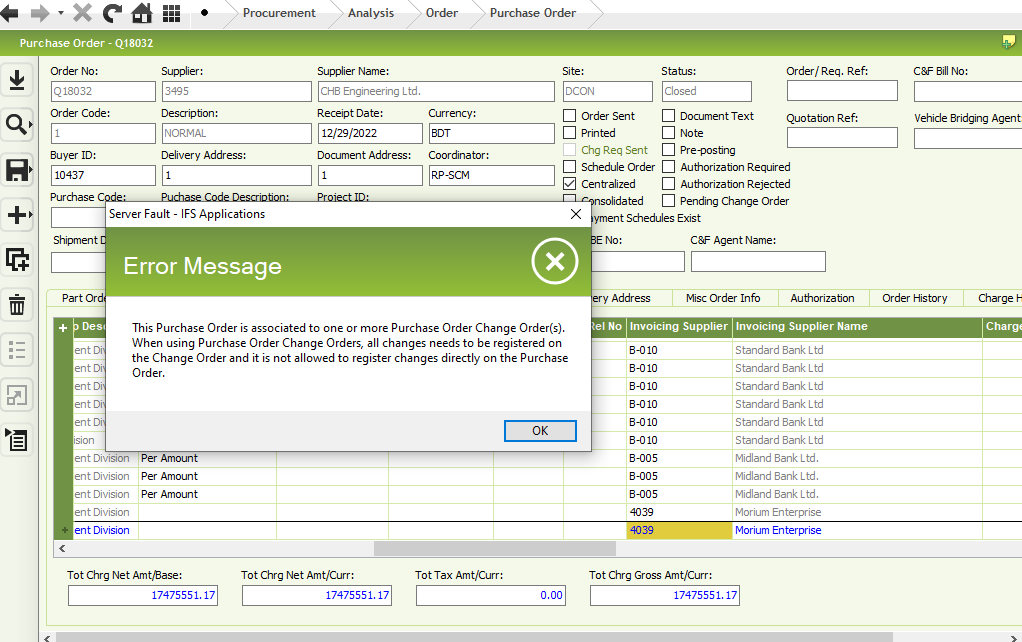 Procurement Analysis Order Purchase Order
Purchase Order - Q18032
Order No: Supplier: Supplier Name: Site: Status: Order/ Req. Ref: C&F Bill No:
Q18032 3495 CHB Engineering Ltd. DCON Closed
Order Code: Description: Receipt Date: Currency: Order Sent Document Text Quotation Ref: Vehicle Bridging Agent
1 NORMAL 12/29/2022 BDT Printed Note
Chg Req Sent Pre-posting
Buyer ID: Delivery Address: Document Address: Coordinator: Schedule Order Authorization Required
10437 1 1 RP-SCM Centralized Authorization Rejected
Purchase Code: Puchase Code Description: Project ID: Consolidated Pending Change Order
Server Fault - IFS Applications
ayment Schedules Exist
Shipment D BE No: C&F Agent Name:
Error Message
Part Orde ery Address Misc Order Info Authorization Order History Charge H
p Desc Rel No Invoicing Supplier Invoicing Supplier Name Charge
This Purchase Order is associated to one or more Purchase Order Change Order(s).
When using Purchase Order Change Orders, all changes needs to be registered on
the Change Order and it is not allowed to register changes directly on the Purchase
Order.
OK
ent Div B-010 Standard Bank Ltd
ent Div B-010 Standard Bank Ltd
ent Div B-010 Standard Bank Ltd
ent Div B-010 Standard Bank Ltd
ent Div B-010 Standard Bank Ltd
ision B-010 Standard Bank Ltd
ent Division Per Amount B-005 Midland Bank Ltd.
ent Division Per Amount B-005 Midland Bank Ltd.
ent Division Per Amount B-005 Midland Bank Ltd.
ent Division 4039 Morium Enterprise
ent Division 4039 Morium Enterprise
Tot Chrg Net Amt/Base: Tot Chrg Net Amt/Curr: Tot Tax Amt/Curr: Tot Chrg Gross Amt/Curr:
17475551.17 17475551.17 0.00 17475551.17